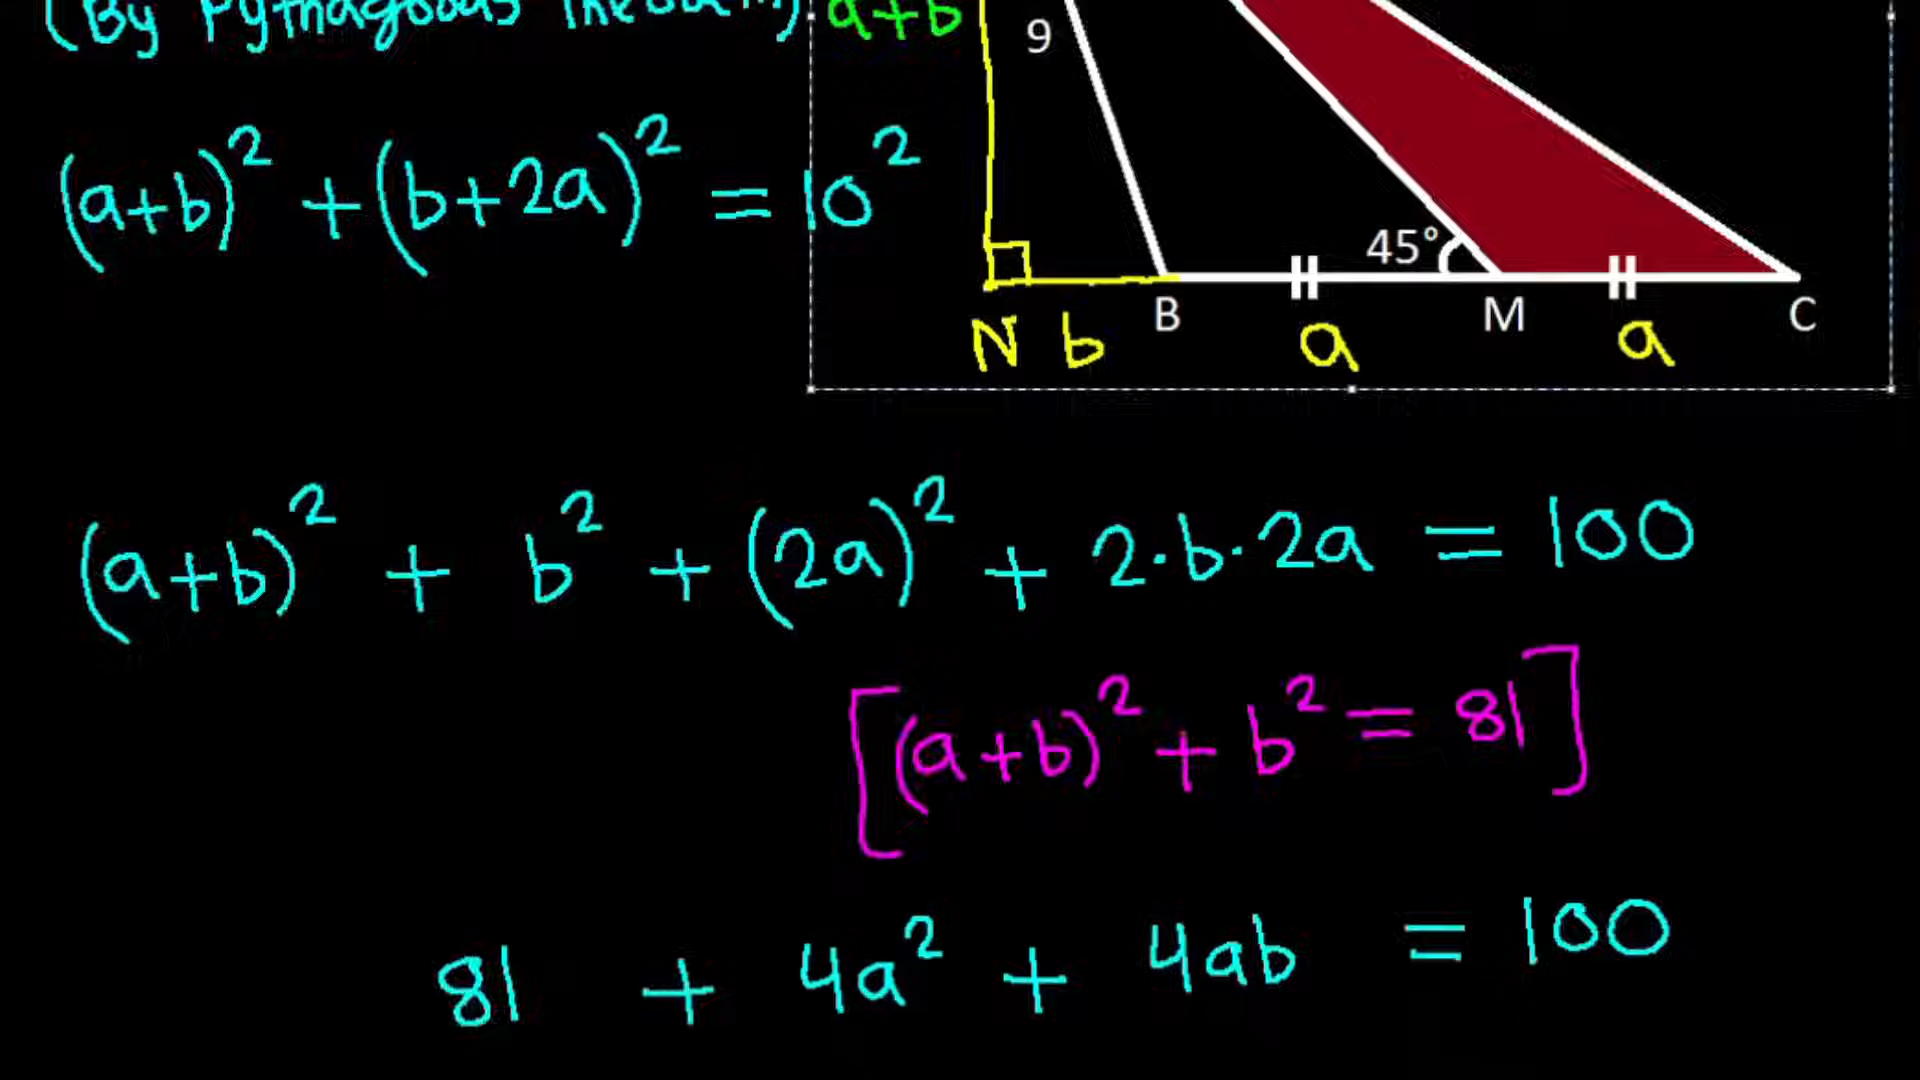 (By Pythagoras Theorem) a+b
9
(a+b)² + (b+2a)² = 10²
45°
N b B a M a C
(a+b)² + b² + (2a)² + 2·b·2a = 100
[(a+b)² + b² = 81]
81 + 4a² + 4ab = 100